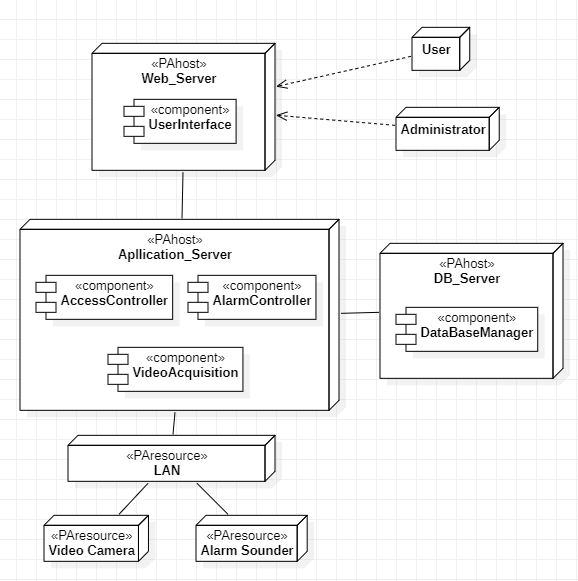 «PAhost»
Web_Server
«component»
UserInterface
User
Administrator
«PAhost»
Apllication_Server
«component»
AccessController
«component»
AlarmController
«component»
VideoAcquisition
«PAhost»
DB_Server
«component»
DataBaseManager
«PAresource»
LAN
«PAresource»
Video Camera
«PAresource»
Alarm Sounder